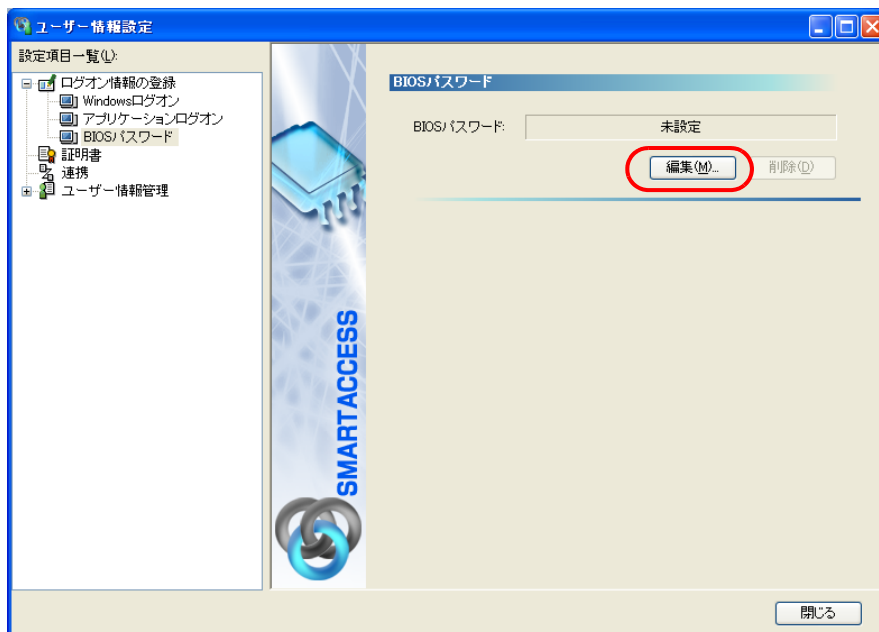 ユーザー情報設定
設定項目一覧(L):
ログオン情報の登録
Windowsログオン
アプリケーションログオン
BIOSパスワード
証明書
連携
ユーザー情報管理
SMARTACCESS
BIOSパスワード
BIOSパスワード:
未設定
編集(M)...
削除(D)
閉じる